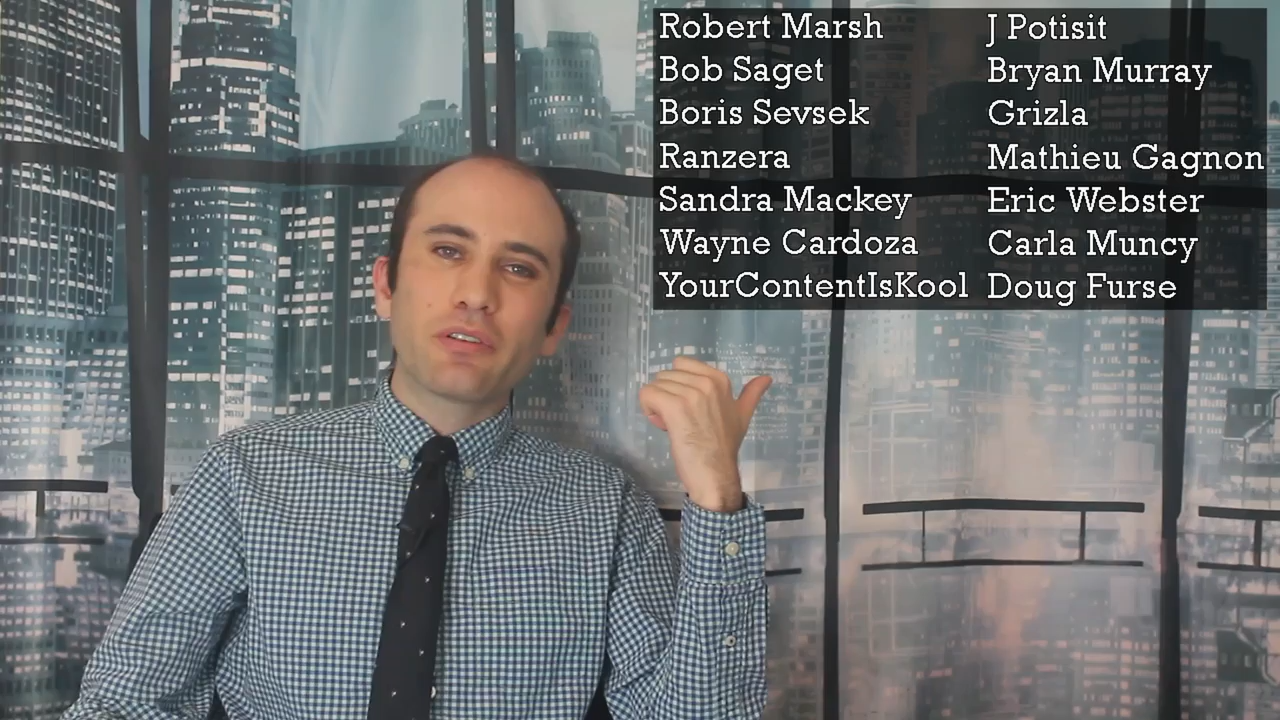 Robert Marsh
Bob Saget
Boris Sevsek
Ranzera
Sandra Mackey
Wayne Cardoza
YourContentIsKool
J Potisit
Bryan Murray
Grizla
Mathieu Gagnon
Eric Webster
Carla Muncy
Doug Furse